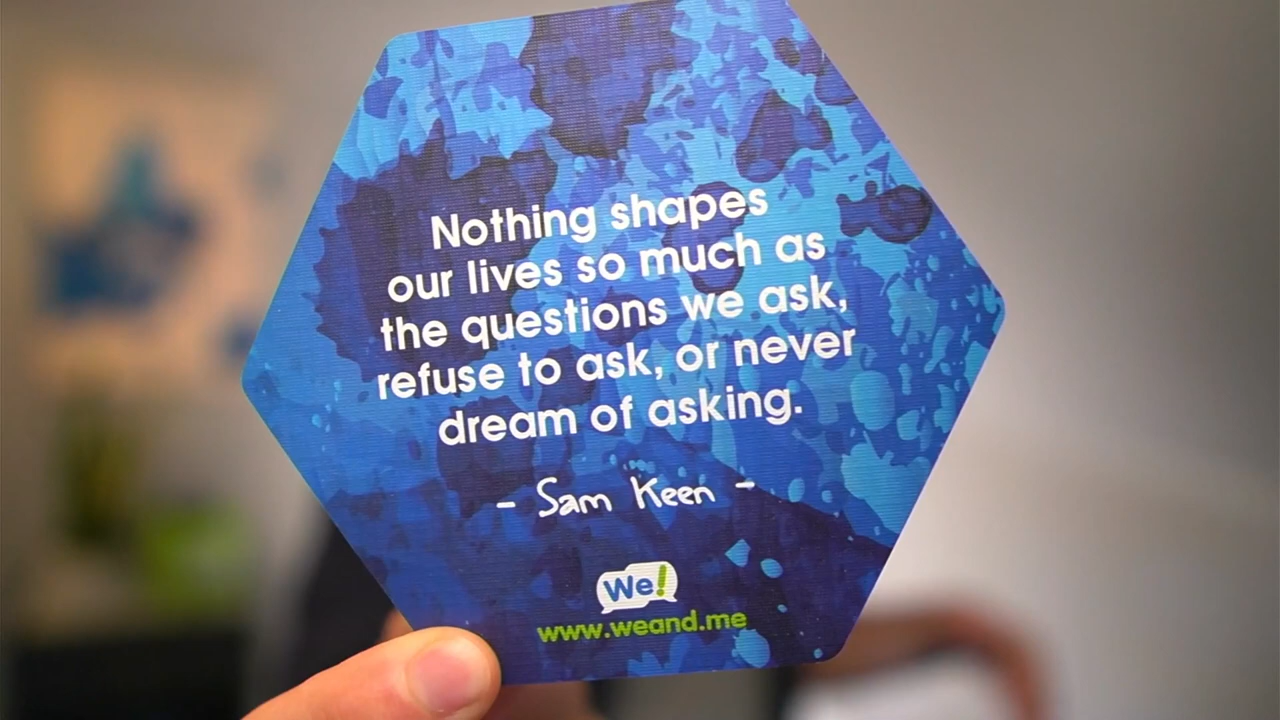 Nothing shapes
our lives so much as
the questions we ask,
refuse to ask, or never
dream of asking.
- Sam Keen -
We!
www.weand.me